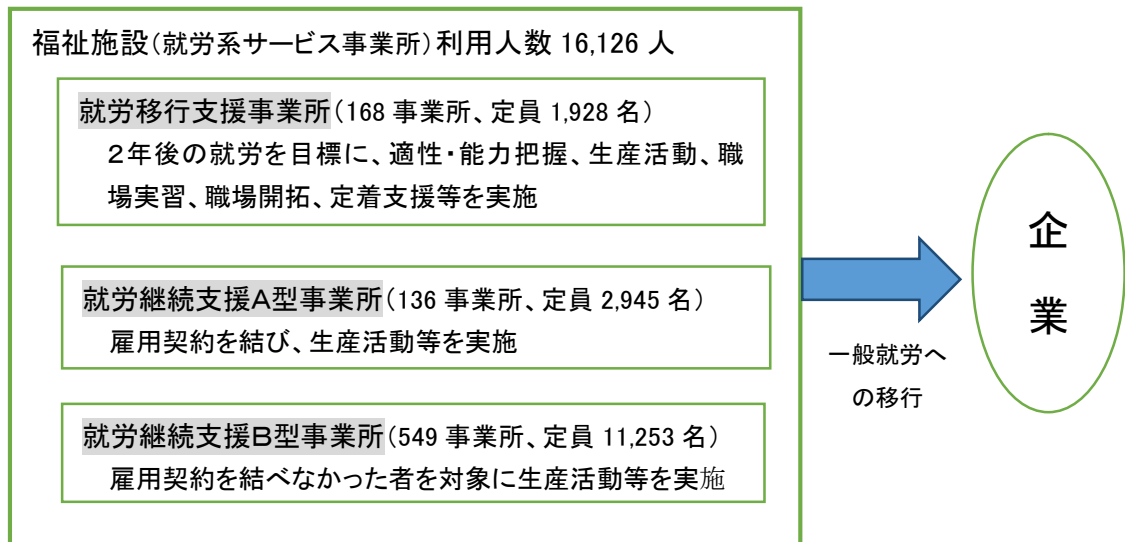 福祉施設(就労系サービス事業所)利用人数 16,126 人
就労移行支援事業所(168 事業所、定員 1,928 名)
２年後の就労を目標に、適性・能力把握、生産活動、職
場実習、職場開拓、定着支援等を実施
就労継続支援Ａ型事業所(136 事業所、定員 2,945 名)
雇用契約を結び、生産活動等を実施
就労継続支援Ｂ型事業所(549 事業所、定員 11,253 名)
雇用契約を結べなかった者を対象に生産活動等を実施
一般就労へ
の移行
企
業